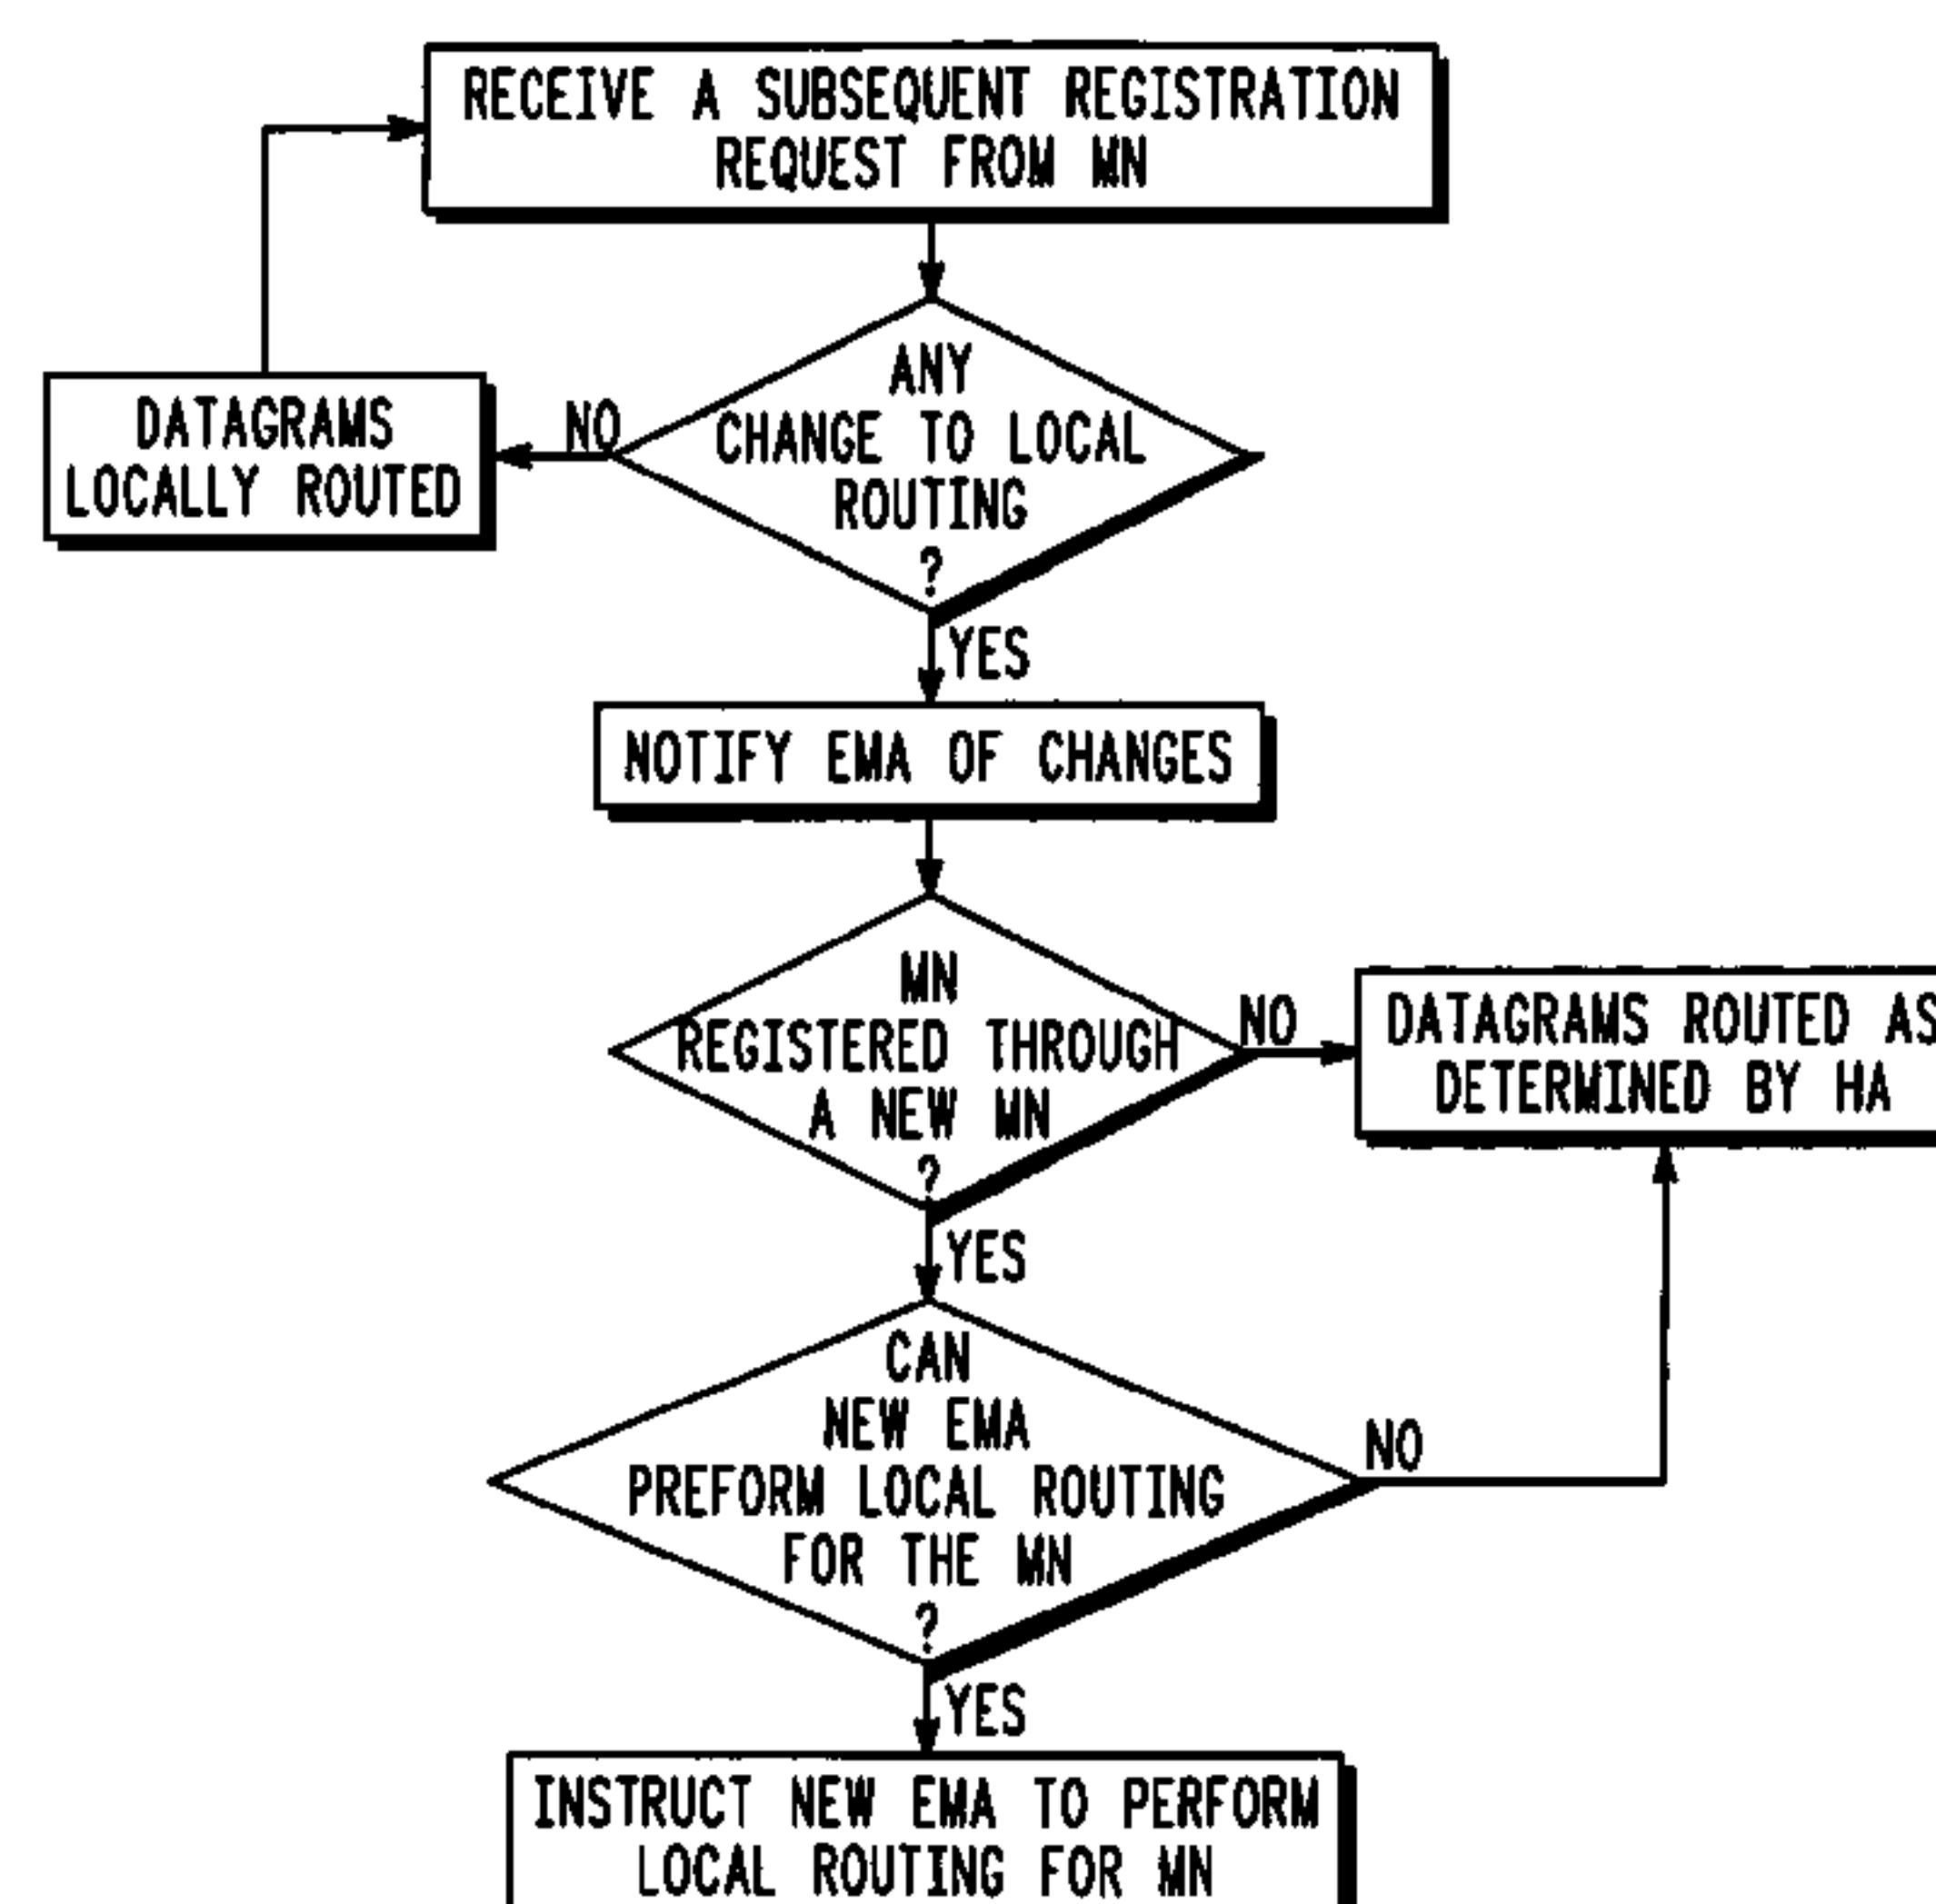 RECEIVE A SUBSEQUENT REGISTRATION
REQUEST FROM MN
ANY
CHANGE TO LOCAL
ROUTING
?
NO
DATAGRAMS
LOCALLY ROUTED
YES
NOTIFY EMA OF CHANGES
MN
REGISTERED THROUGH
A NEW MN
?
NO
DATAGRAMS ROUTED AS
DETERMINED BY HA
YES
CAN
NEW EMA
PREFORM LOCAL ROUTING
FOR THE MN
?
NO
YES
INSTRUCT NEW EMA TO PERFORM
LOCAL ROUTING FOR MN